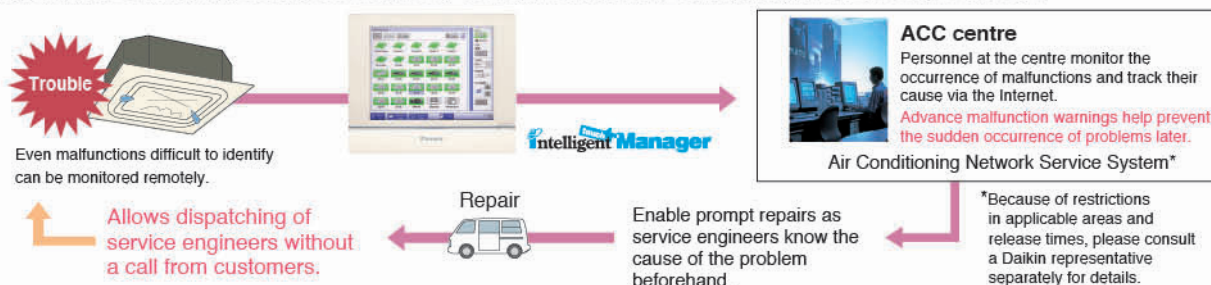 Trouble
Even malfunctions difficult to identify
can be monitored remotely.
intelligent touch Manager
ACC centre
Personnel at the centre monitor the
occurrence of malfunctions and track their
cause via the Internet.
Advance malfunction warnings help prevent
the sudden occurrence of problems later.
Air Conditioning Network Service System*
*Because of restrictions
in applicable areas and
release times, please consult
a Daikin representative
separately for details.
Enable prompt repairs as
service engineers know the
cause of the problem
beforehand
Repair
Allows dispatching of
service engineers without
a call from customers.